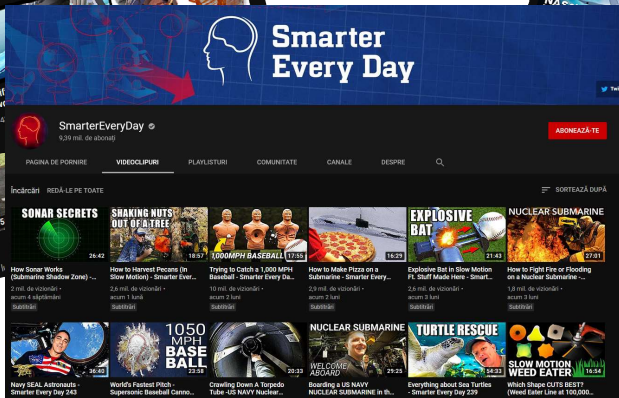 Smarter
Every Day
SmarterEveryDay
9,39 mil. de abonați
ABONEAZĂ-TE
PAGINA DE PORNIRE VIDEOCLIPURI PLAYLISTURI COMUNITATE CANALE DESPRE
Încărcări REDĂ-LE PE TOATE SORTEAZĂ DUPĂ
SONAR SECRETS
26:42
SHAKING NUTS
OUT OF A TREE
18:57
1,000MPH BASEBALL
17:55
16:29
EXPLOSIVE
BAT
21:43
NUCLEAR SUBMARINE
27:01
How Sonar Works
(Submarine Shadow Zone) -...
2 mil. de vizionări •
acum 4 săptămâni
Subtitrări
How to Harvest Pecans (In
Slow Motion) - Smarter Ever...
2,6 mil. de vizionări •
acum 1 lună
Subtitrări
Trying to Catch a 1,000 MPH
Baseball - Smarter Every Da...
10 mil. de vizionări •
acum 2 luni
Subtitrări
How to Make Pizza on a
Submarine - Smarter Every...
2,9 mil. de vizionări •
acum 2 luni
Subtitrări
Explosive Bat in Slow Motion
Ft. Stuff Made Here - Smart...
2,6 mil. de vizionări •
acum 3 luni
Subtitrări
How to Fight Fire or Flooding
on a Nuclear Submarine -...
1,8 mil. de vizionări •
acum 3 luni
Subtitrări
36:40
1050
MPH
BASE
BALL
23:58
20:33
NUCLEAR SUBMARINE
WELCOME
ABOARD
29:25
TURTLE RESCUE
54:33
SLOW MOTION
WEED EATER
16:54
Navy SEAL Astronauts -
Smarter Every Day 243
World's Fastest Pitch -
Supersonic Baseball Canno...
Crawling Down A Torpedo
Tube -US NAVY Nuclear...
Boarding a US NAVY
NUCLEAR SUBMARINE in th...
Everything about Sea Turtles
- Smarter Every Day 239
Which Shape CUTS BEST?
(Weed Eater Line at 100,000...